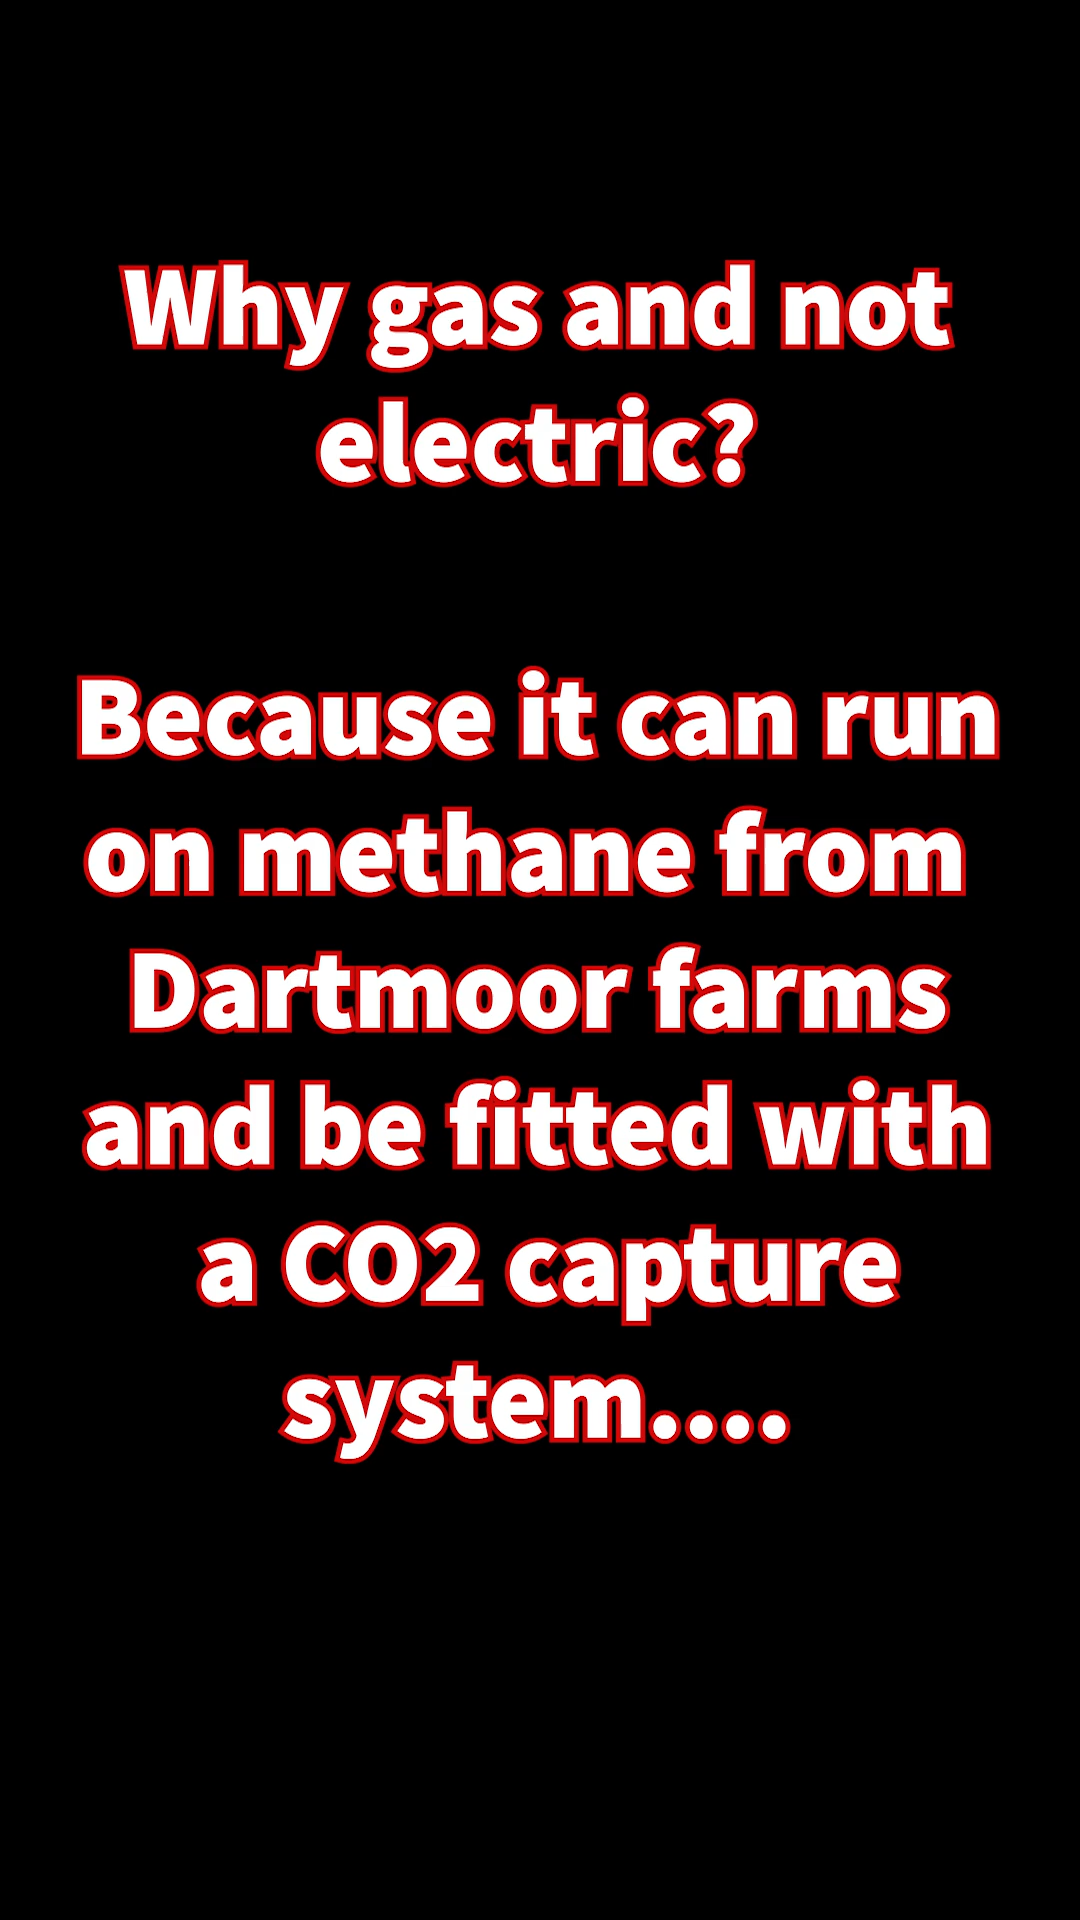 Why gas and not
electric?
Because it can run
on methane from
Dartmoor farms
and be fitted with
a CO2 capture
system....